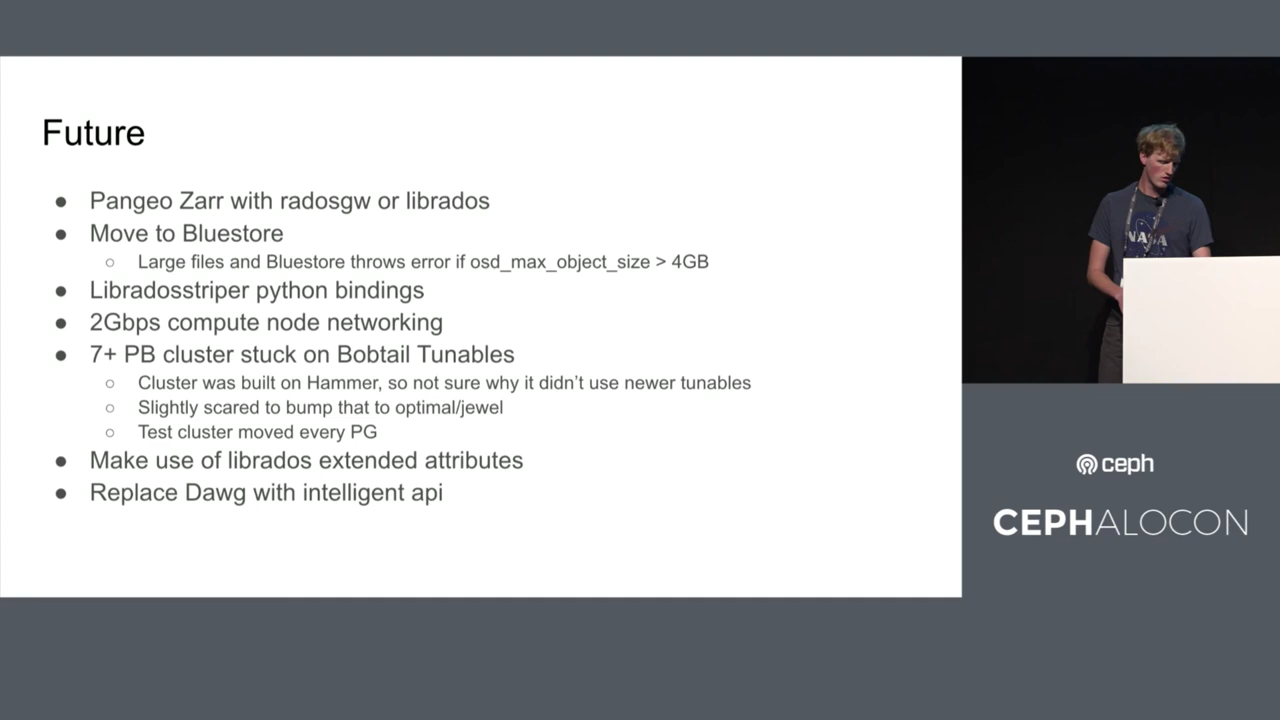 Future
● Pangeo Zarr with radosgw or librados
● Move to Bluestore
○ Large files and Bluestore throws error if osd_max_object_size > 4GB
● Libradosstriper python bindings
● 2Gbps compute node networking
● 7+ PB cluster stuck on Bobtail Tunables
○ Cluster was built on Hammer, so not sure why it didn't use newer tunables
○ Slightly scared to bump that to optimal/jewel
○ Test cluster moved every PG
● Make use of librados extended attributes
● Replace Dawg with intelligent api
NASA
ceph
CEPHALOCON